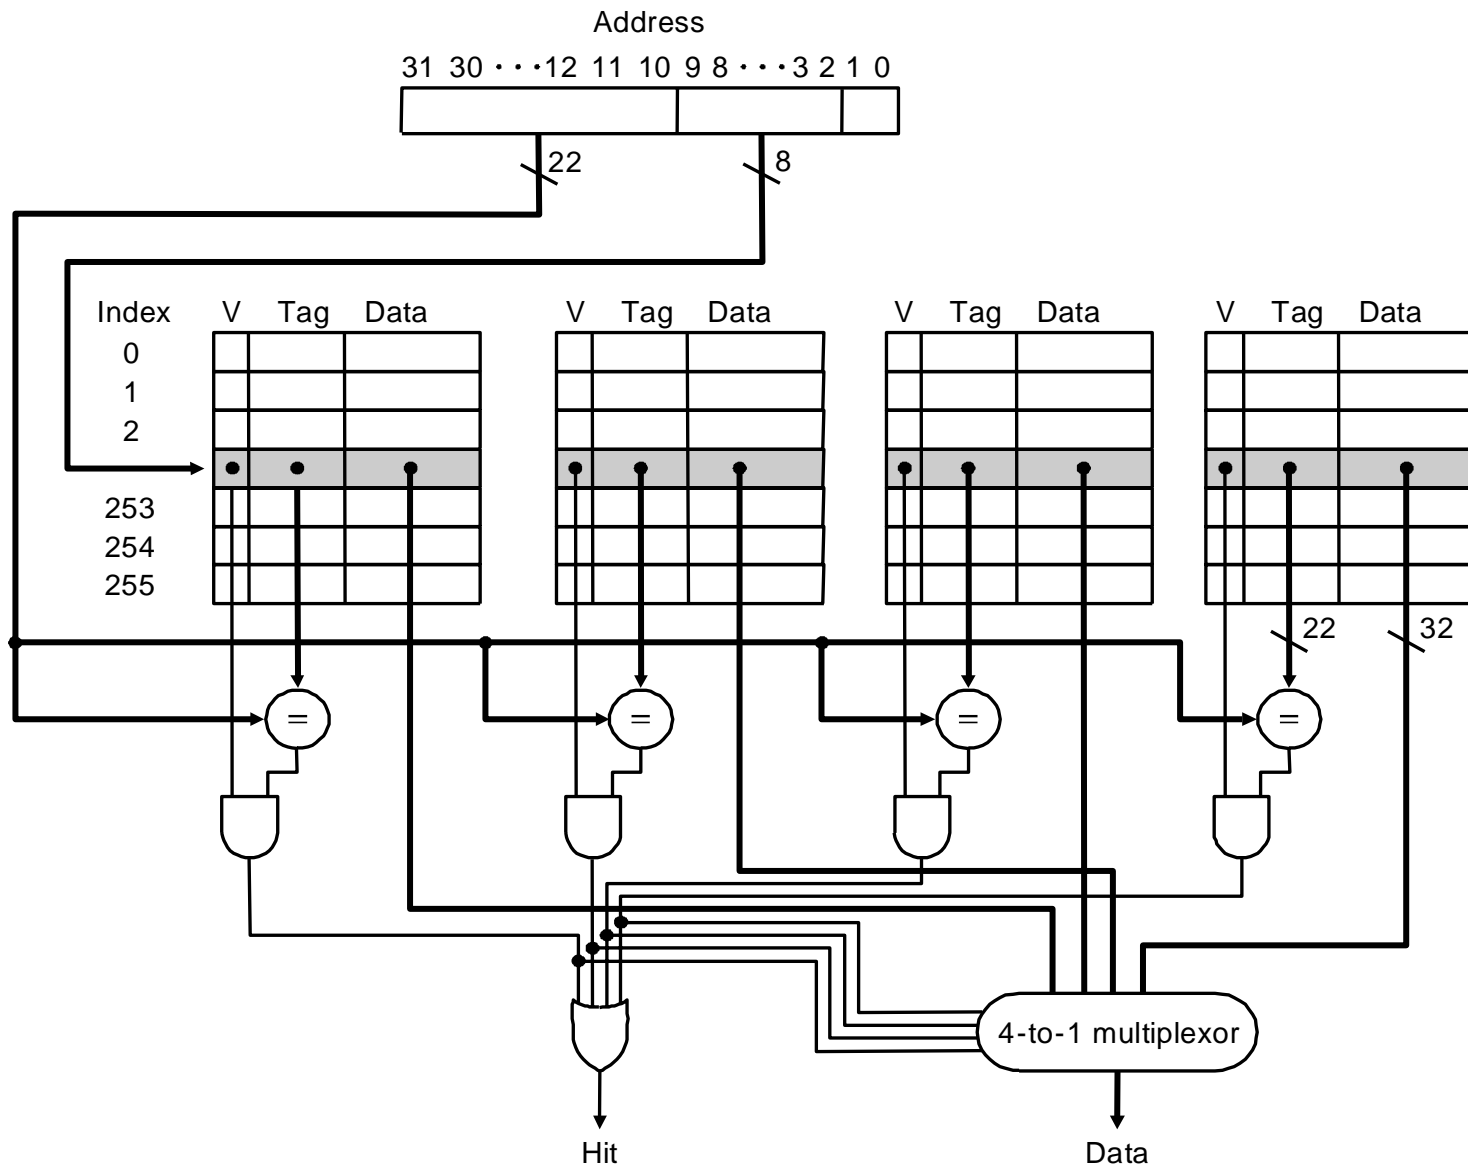 Address
31 30 ···12 11 10 9 8 ···3 2 1 0
22
8
Index V Tag Data V Tag Data V Tag Data V Tag Data
0
1
2
253
254
255
22
32
= = = =
4-to-1 multiplexor
Hit
Data